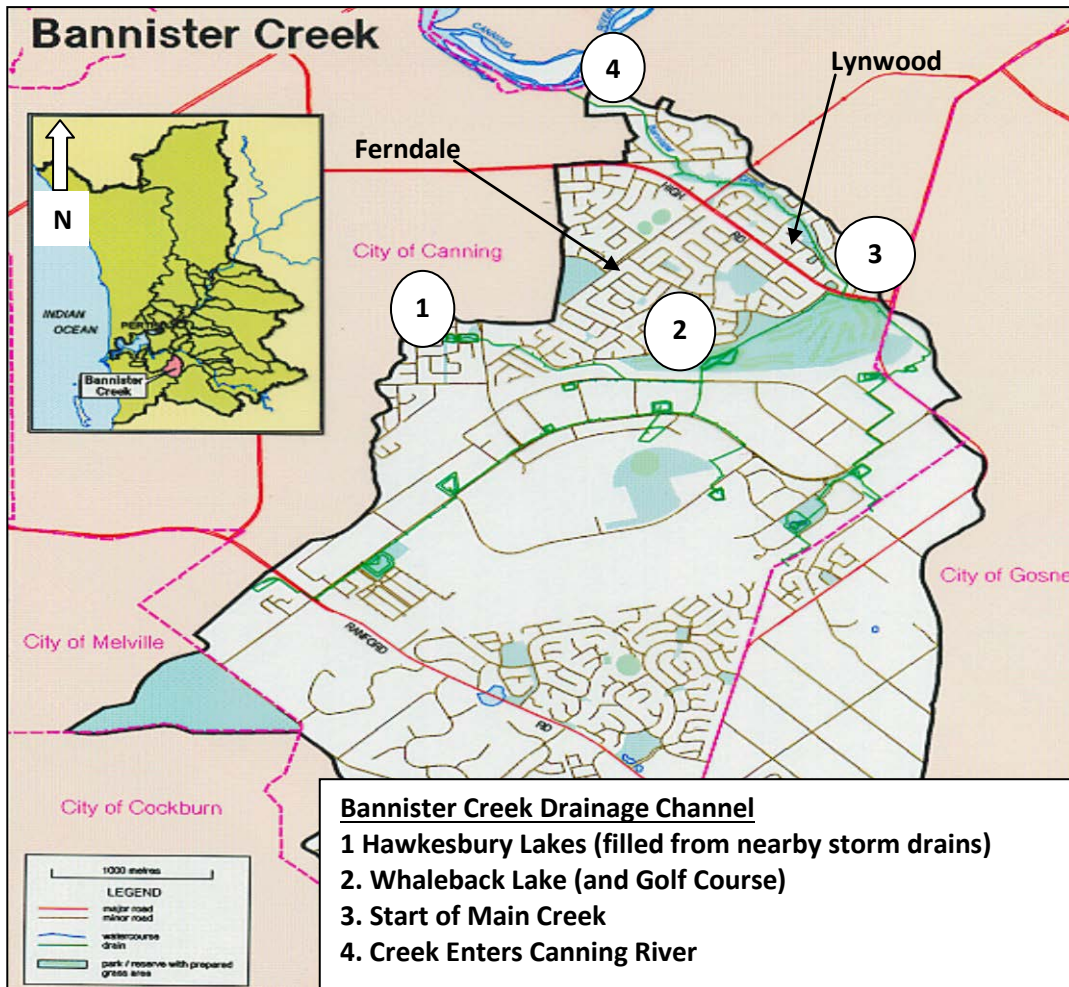 Bannister Creek
CANNING
4
Lynwood
Ferndale
N
INDIAN
OCEAN
Bannister
Creek
HIGH
RD
City of Canning
3
1
2
City of Gosne
City of Melville
RANFORD
RD
City of Cockburn
1000 metres
LEGEND
major road
minor road
watercourse
drain
park / reserve with prepared
grass area
Bannister Creek Drainage Channel
1 Hawkesbury Lakes (filled from nearby storm drains)
2. Whaleback Lake (and Golf Course)
3. Start of Main Creek
4. Creek Enters Canning River